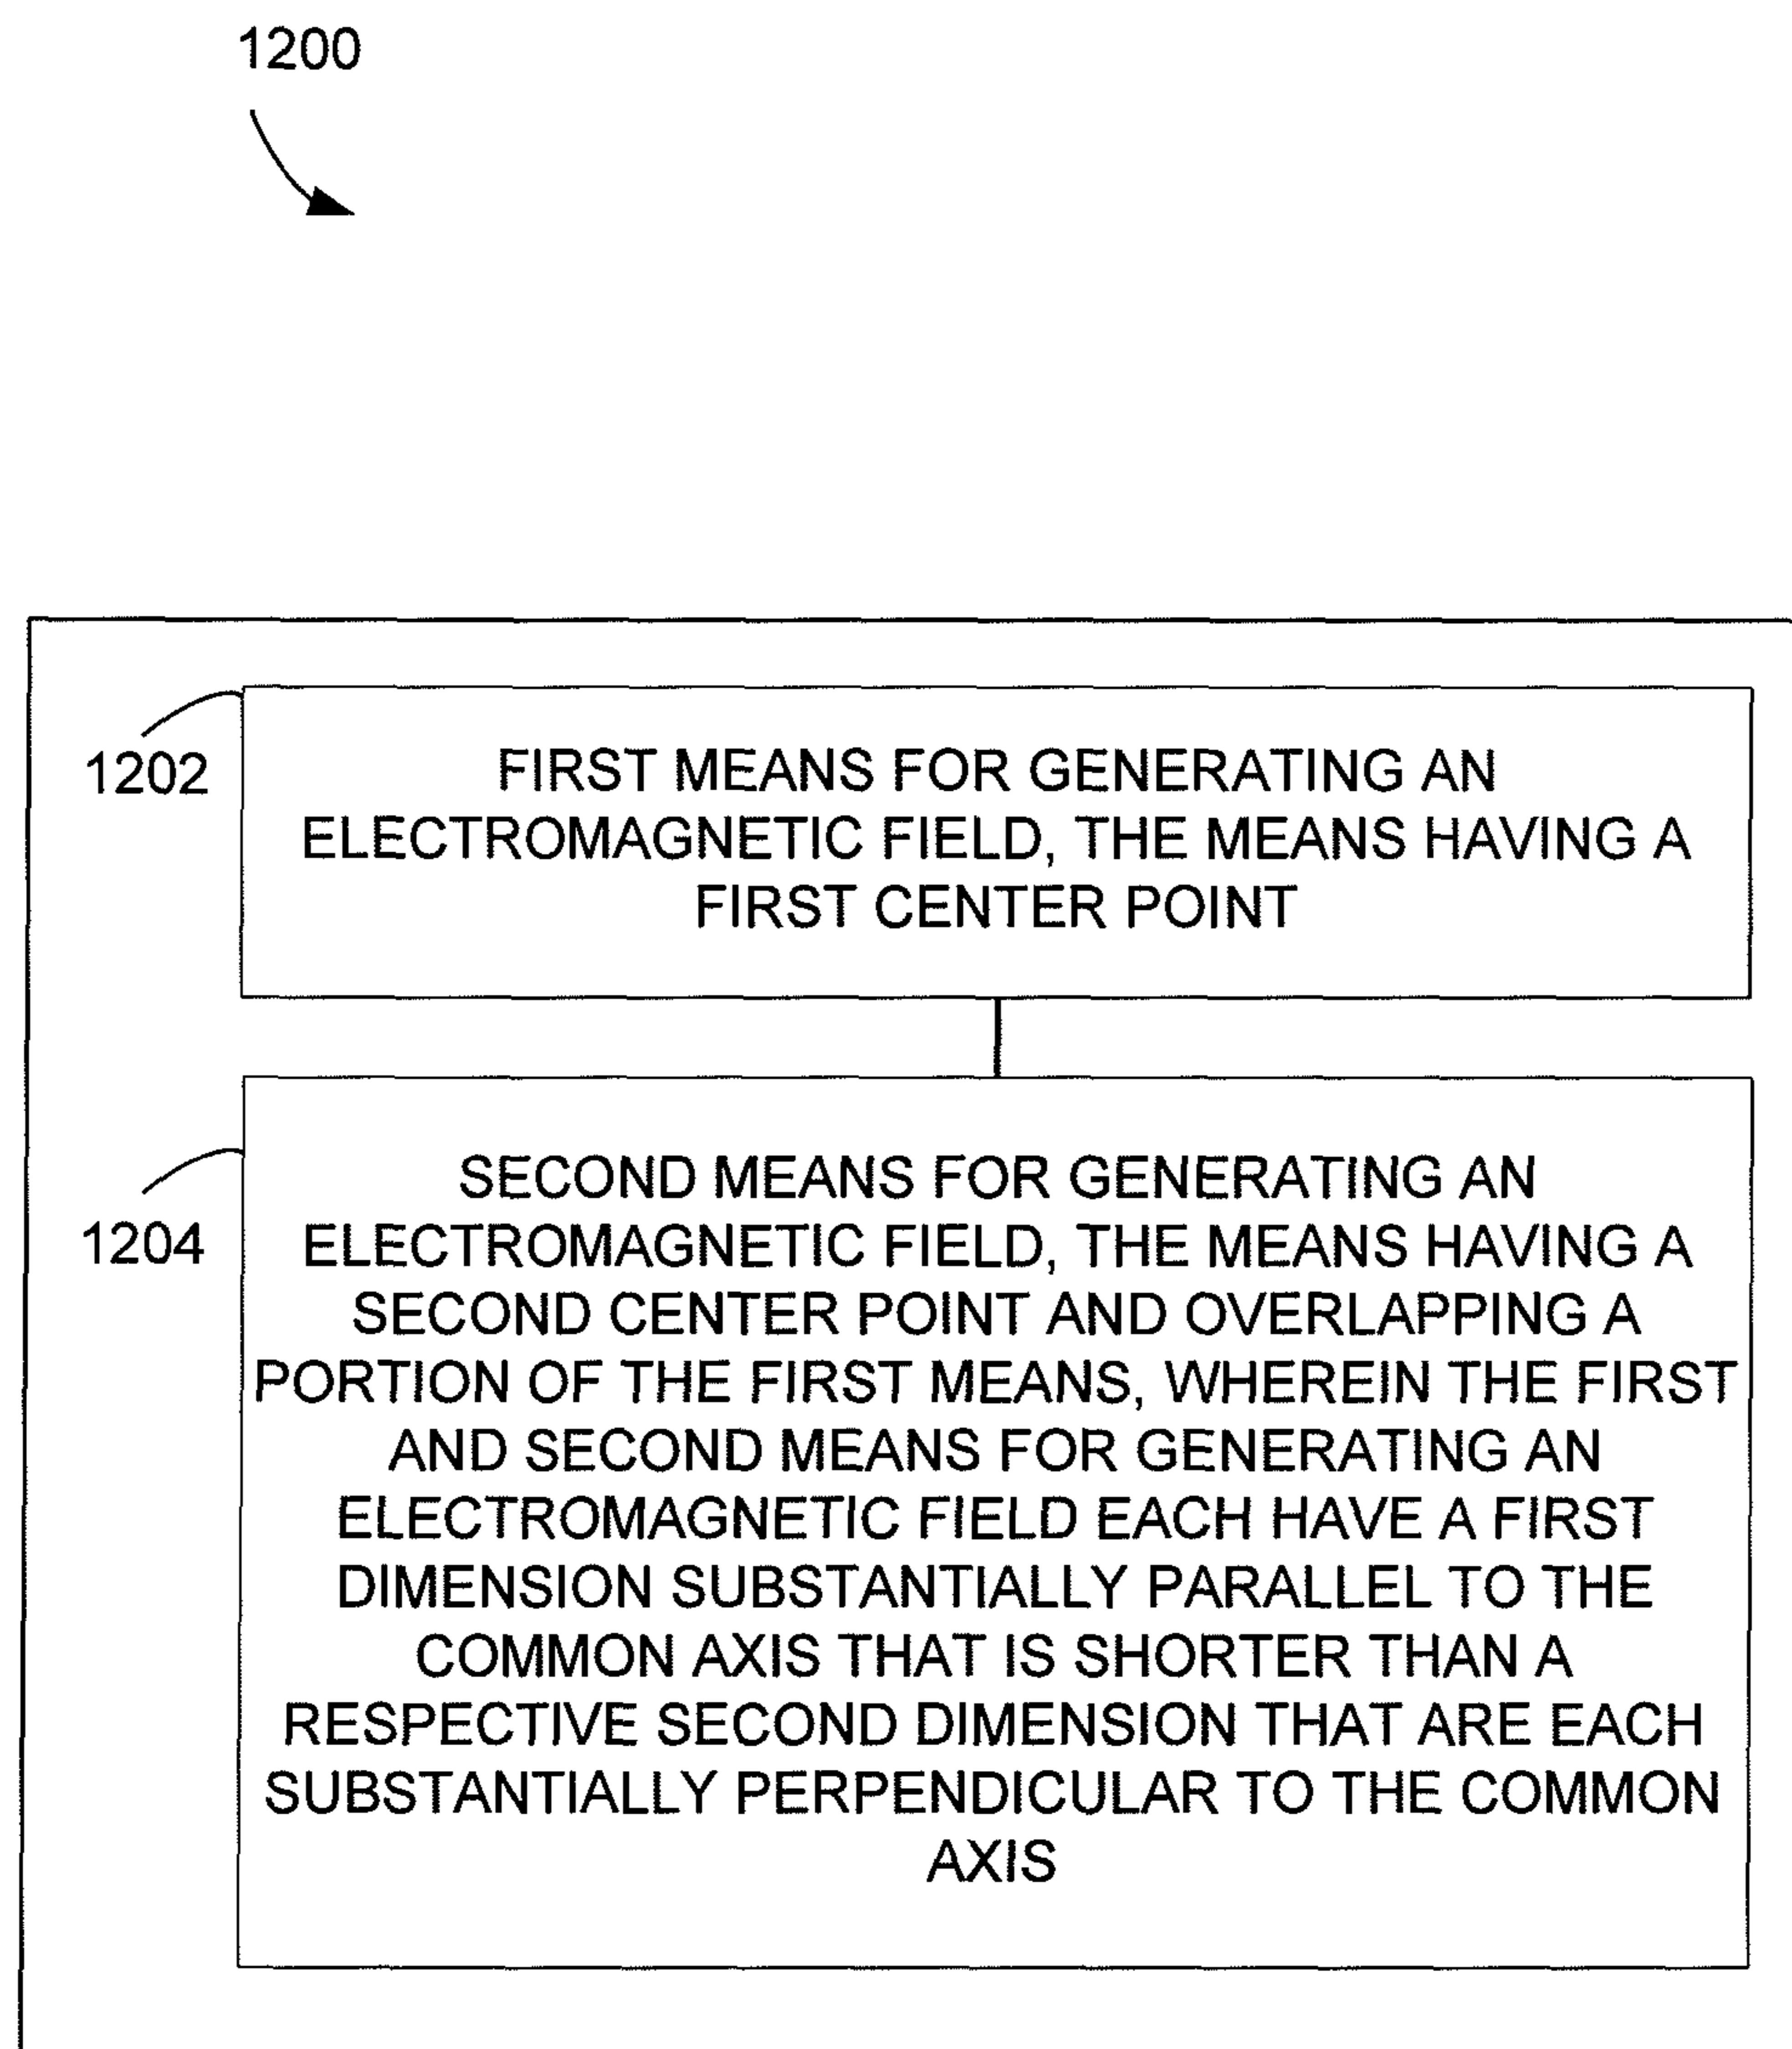 1200
1202
FIRST MEANS FOR GENERATING AN
ELECTROMAGNETIC FIELD, THE MEANS HAVING A
FIRST CENTER POINT
1204
SECOND MEANS FOR GENERATING AN
ELECTROMAGNETIC FIELD, THE MEANS HAVING A
SECOND CENTER POINT AND OVERLAPPING A
PORTION OF THE FIRST MEANS, WHEREIN THE FIRST
AND SECOND MEANS FOR GENERATING AN
ELECTROMAGNETIC FIELD EACH HAVE A FIRST
DIMENSION SUBSTANTIALLY PARALLEL TO THE
COMMON AXIS THAT IS SHORTER THAN A
RESPECTIVE SECOND DIMENSION THAT ARE EACH
SUBSTANTIALLY PERPENDICULAR TO THE COMMON
AXIS